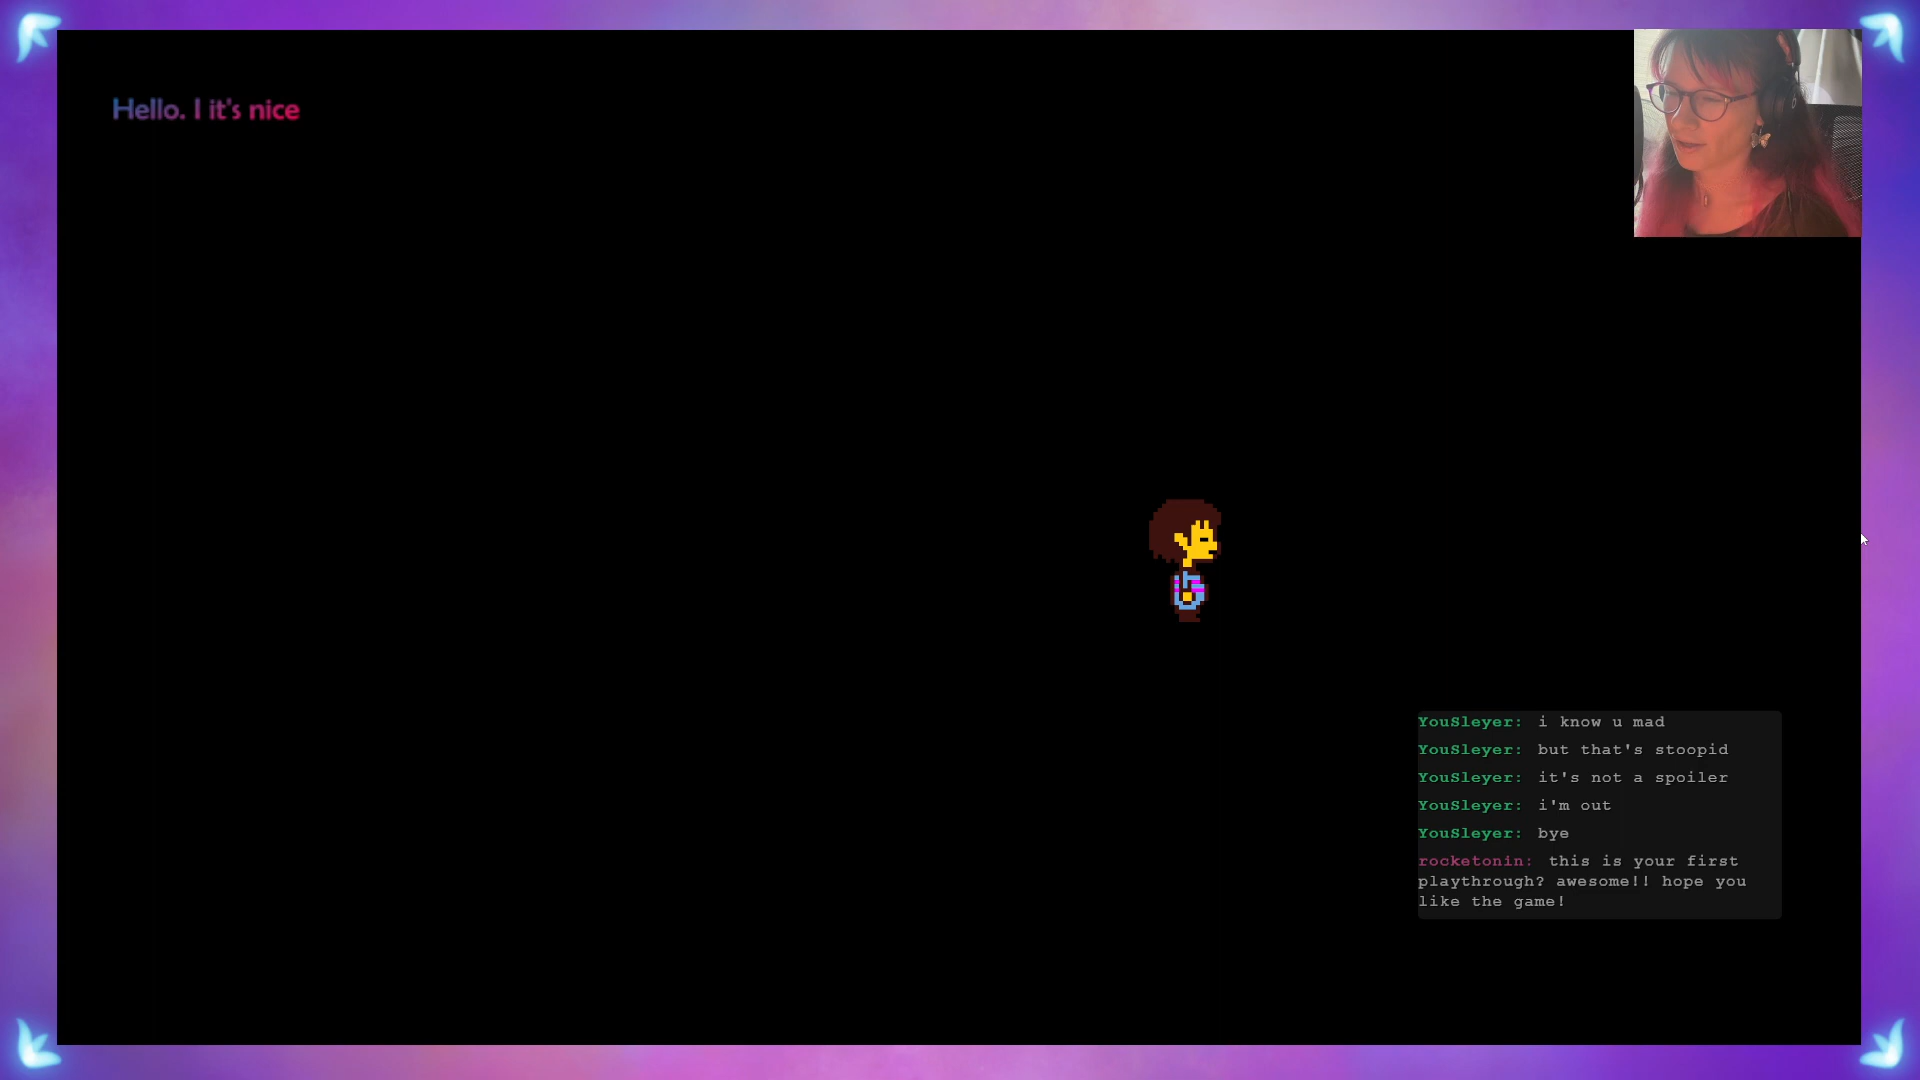 Hello. I it's nice
YouSleyer: i know u mad
YouSleyer: but that's stoopid
YouSleyer: it's not a spoiler
YouSleyer: i'm out
YouSleyer: bye
rocketonin: this is your first
playthrough? awesome!! hope you
like the game!